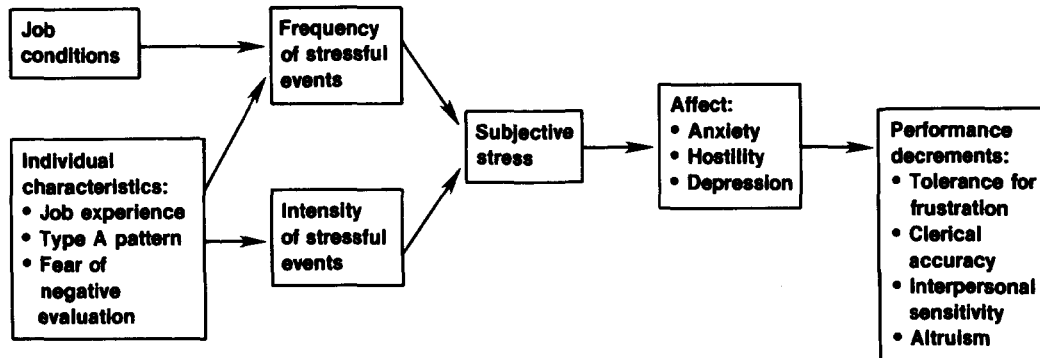 Job
conditions
Frequency
of stressful
events
Individual
characteristics:
• Job experience
• Type A pattern
• Fear of
negative
evaluation
Intensity
of stressful
events
Subjective
stress
Affect:
• Anxiety
• Hostility
• Depression
Performance
decrements:
• Tolerance for
frustration
• Clerical
accuracy
• Interpersonal
sensitivity
• Altruism